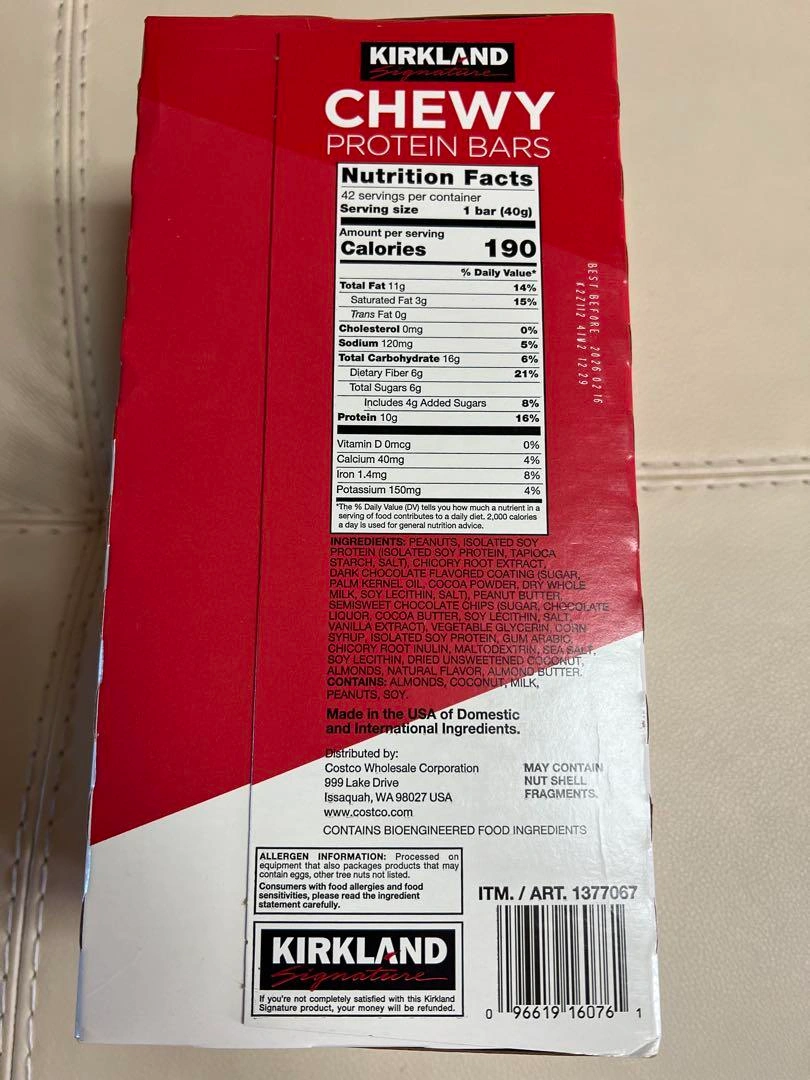 KIRKLAND
Signature
CHEWY
PROTEIN BARS
Nutrition Facts
42 servings per container
Serving size 1 bar (40g)
Amount per serving
Calories 190
% Daily Value*
Total Fat 11g 14%
Saturated Fat 3g 15%
Trans Fat 0g
Cholesterol 0mg 0%
Sodium 120mg 5%
Total Carbohydrate 16g 6%
Dietary Fiber 6g 21%
Total Sugars 6g
Includes 4g Added Sugars 8%
Protein 10g 16%
Vitamin D 0mcg 0%
Calcium 40mg 4%
Iron 1.4mg 8%
Potassium 150mg 4%
*The % Daily Value (DV) tells you how much a nutrient in a
serving of food contributes to a daily diet. 2,000 calories
a day is used for general nutrition advice.
BEST BEFORE 2026 02 16
INGREDIENTS: PEANUTS, ISOLATED SOY
PROTEIN (ISOLATED SOY PROTEIN, TAPIOCA
STARCH, SALT), CHICORY ROOT EXTRACT,
DARK CHOCOLATE FLAVORED COATING (SUGAR,
PALM KERNEL OIL, COCOA POWDER, DRY WHOLE
MILK, SOY LECITHIN, SALT), PEANUT BUTTER,
SEMISWEET CHOCOLATE CHIPS (SUGAR, CHOCOLATE
LIQUOR, COCOA BUTTER, SOY LECITHIN, SALT,
VANILLA EXTRACT), VEGETABLE GLYCERIN, CORN
SYRUP, ISOLATED SOY PROTEIN, GUM ARABIC,
CHICORY ROOT INULIN, MALTODEXTRIN, SEA SALT,
SOY LECITHIN, DRIED UNSWEETENED COCONUT,
ALMONDS, NATURAL FLAVOR, ALMOND BUTTER.
CONTAINS: ALMONDS, COCONUT, MILK,
PEANUTS, SOY.
Made in the USA of Domestic
and International Ingredients.
Distributed by:
Costco Wholesale Corporation
999 Lake Drive
Issaquah, WA 98027 USA
www.costco.com
MAY CONTAIN
NUT SHELL
FRAGMENTS.
CONTAINS BIOENGINEERED FOOD INGREDIENTS
ALLERGEN INFORMATION: Processed on
equipment that also packages products that may
contain eggs, other tree nuts not listed.
Consumers with food allergies and food
sensitivities, please read the ingredient
statement carefully.
ITM. / ART. 1377067
KIRKLAND
Signature
If you're not completely satisfied with this Kirkland
Signature product, your money will be refunded.
0 96619 16076 1